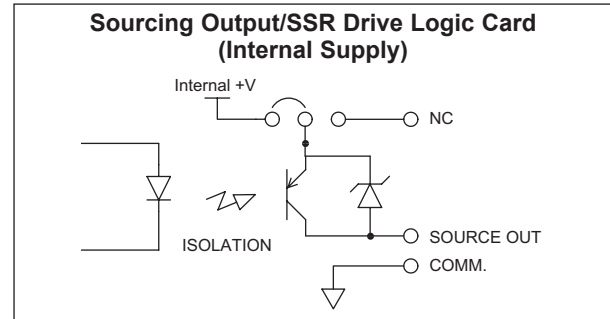 Sourcing Output/SSR Drive Logic Card
(Internal Supply)
Internal +V
NC
ISOLATION
SOURCE OUT
COMM.